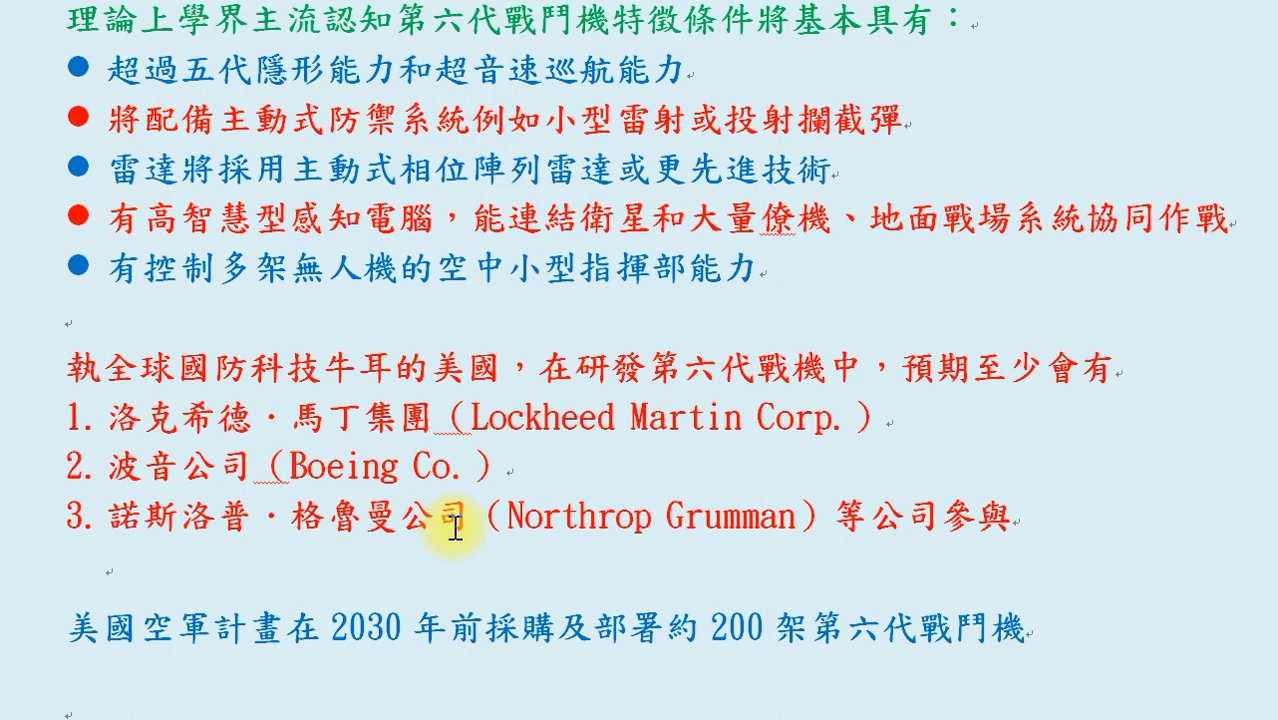 理論上學界主流認知第六代戰鬥機特徵條件將基本具有：
● 超過五代隱形能力和超音速巡航能力
● 將配備主動式防禦系統例如小型雷射或投射攔截彈
● 雷達將採用主動式相位陣列雷達或更先進技術
● 有高智慧型感知電腦，能連結衛星和大量僚機、地面戰場系統協同作戰
● 有控制多架無人機的空中小型指揮部能力
執全球國防科技牛耳的美國，在研發第六代戰機中，預期至少會有
1. 洛克希德．馬丁集團（Lockheed Martin Corp.）
2. 波音公司（Boeing Co.）
3. 諾斯洛普．格魯曼公司（Northrop Grumman）等公司參與
美國空軍計畫在 2030 年前採購及部署約 200 架第六代戰鬥機